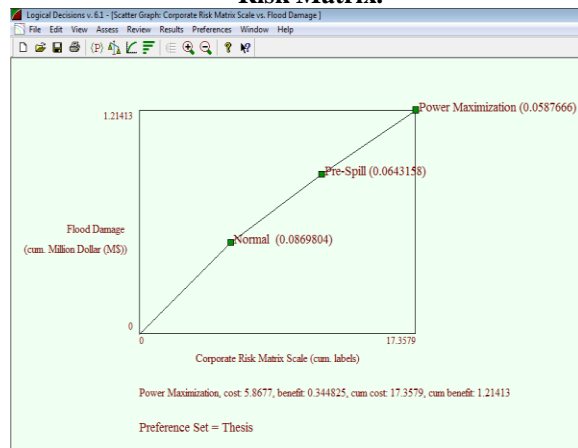 Risk Matrix.
Logical Decisions v. 6.1 - [Scatter Graph: Corporate Risk Matrix Scale vs. Flood Damage ]
File Edit View Assess Review Results Preferences Window Help
{P}
1.21413
Power Maximization (0.0587666)
Pre-Spill (0.0643158)
Flood Damage
(cum. Million Dollar (M$))
Normal (0.0869804)
0
0
17.3579
Corporate Risk Matrix Scale (cum. labels)
Power Maximization, cost: 5.8677, benefit: 0.344825, cum cost: 17.3579, cum benefit: 1.21413
Preference Set = Thesis